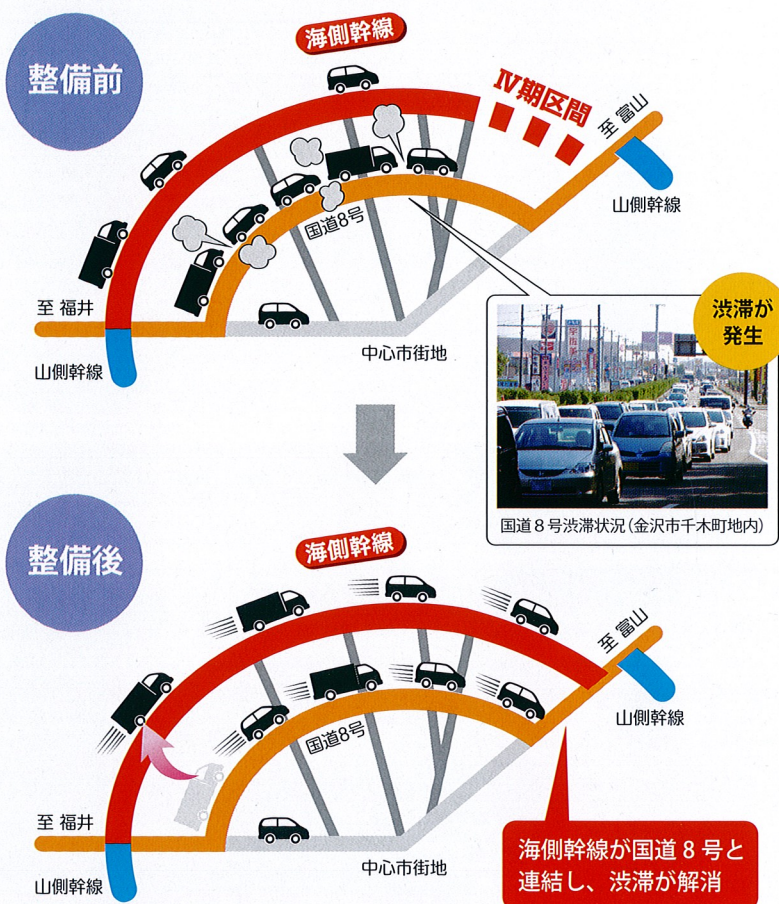 整備前
海側幹線
Ⅳ期区間
至 富山
山側幹線
国道8号
至 福井
山側幹線
中心市街地
渋滞が
発生
国道8号渋滞状況(金沢市千木町地内)
整備後
海側幹線
至 富山
山側幹線
国道8号
至 福井
山側幹線
中心市街地
海側幹線が国道8号と
連結し、渋滞が解消